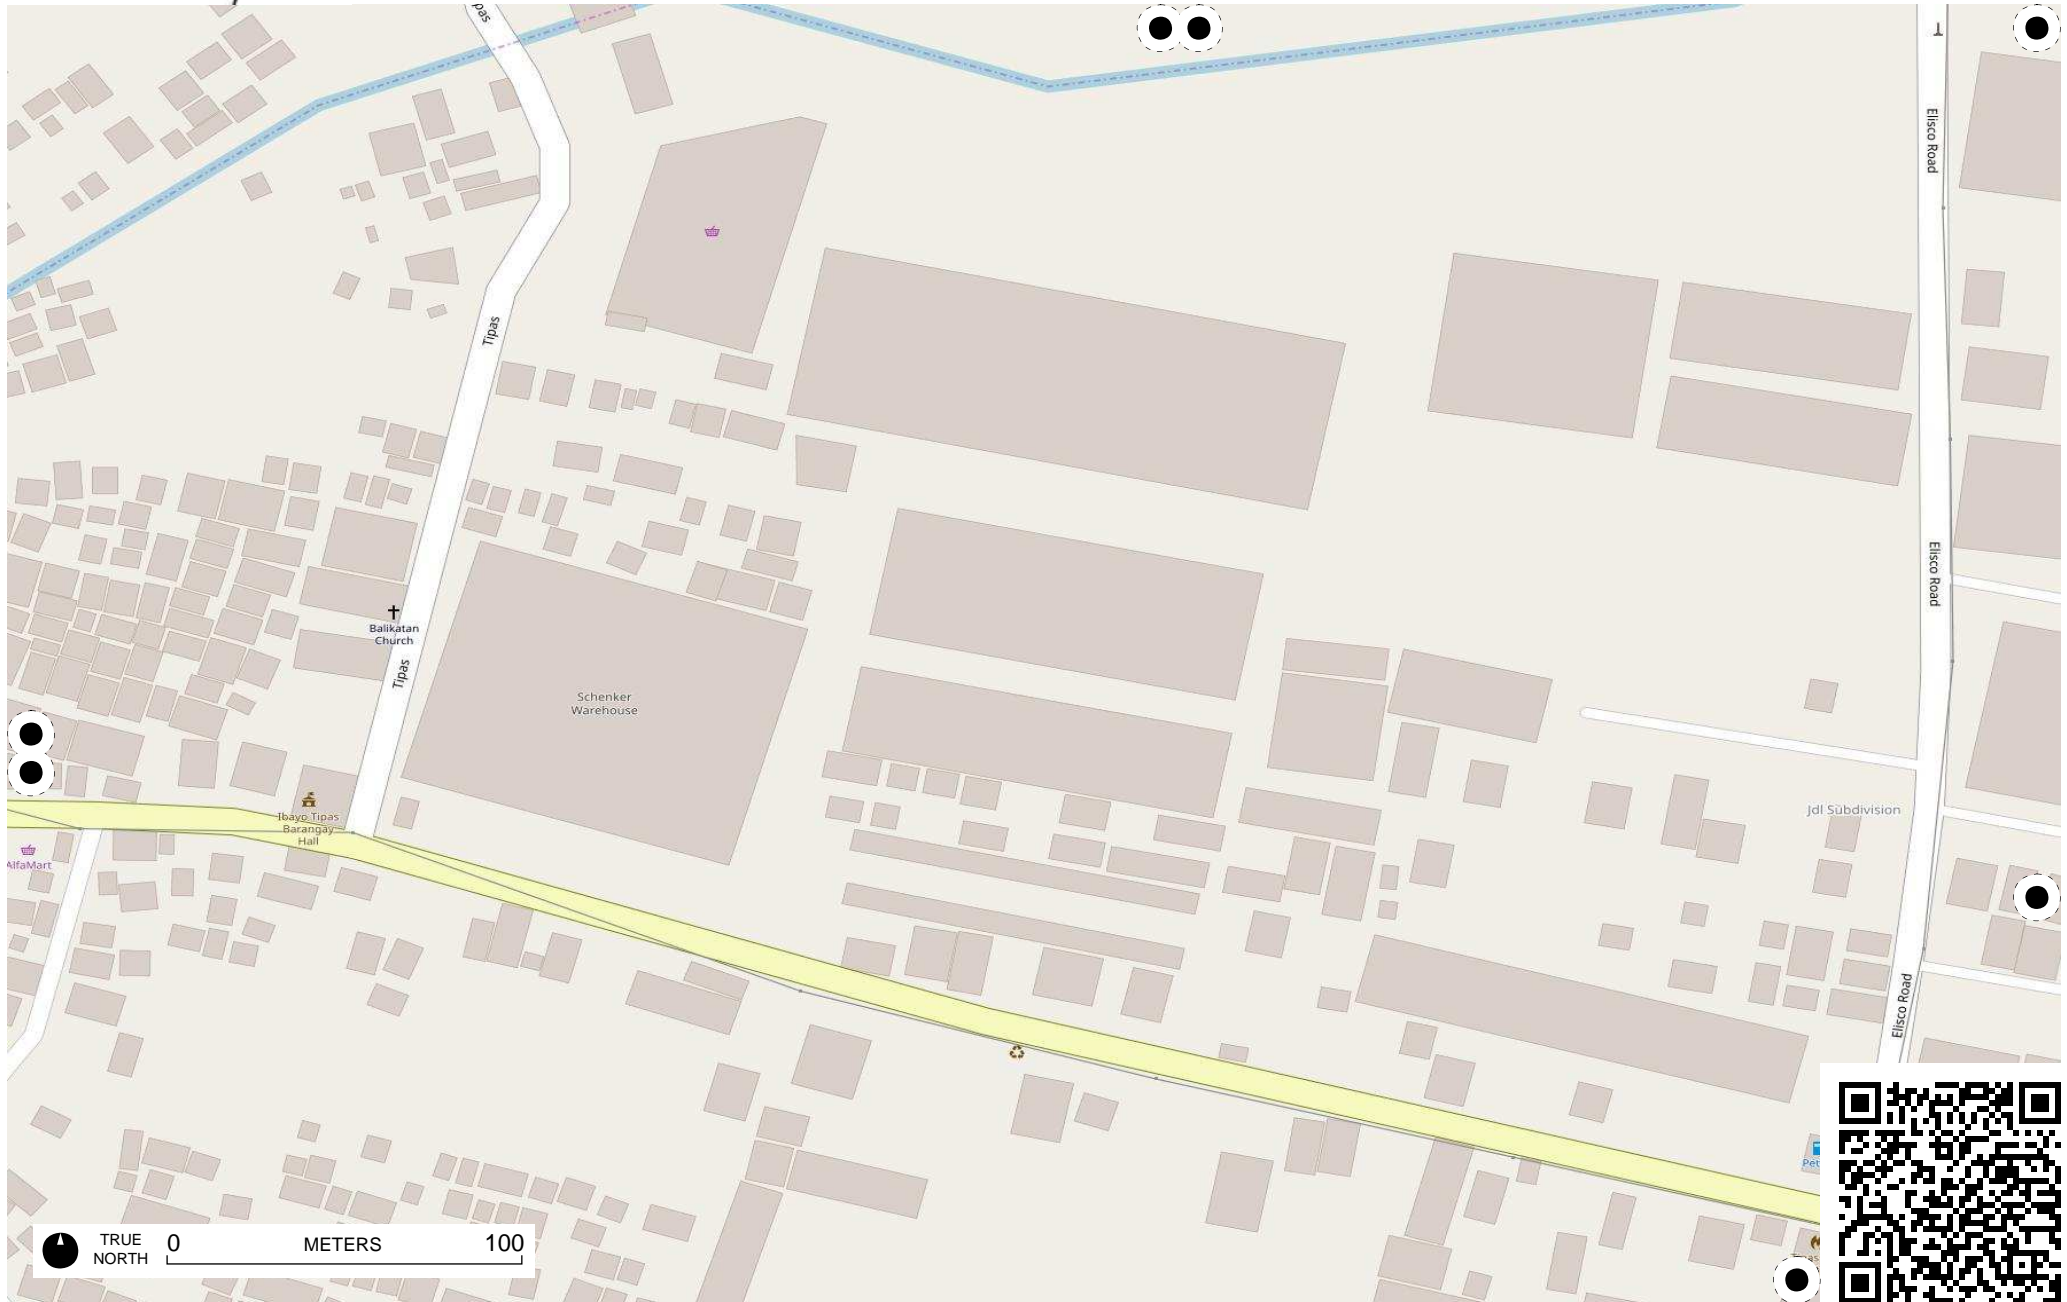 Elisco Road
Tipas
Elisco Road
Balikatan
Church
Tipas
Schenker
Warehouse
Ibayo Tipas
Barangay
Hall
AlfaMart
Jdl Subdivision
Elisco Road
TRUE
NORTH
0 METERS 100